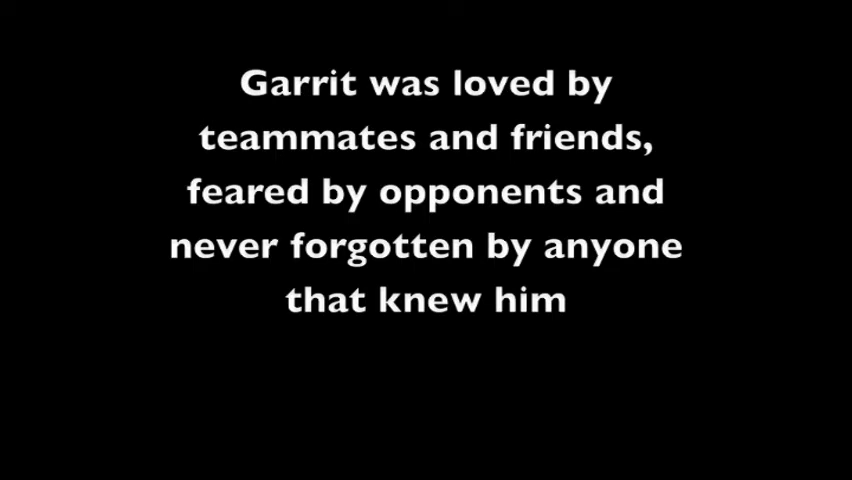 Garrit was loved by
teammates and friends,
feared by opponents and
never forgotten by anyone
that knew him